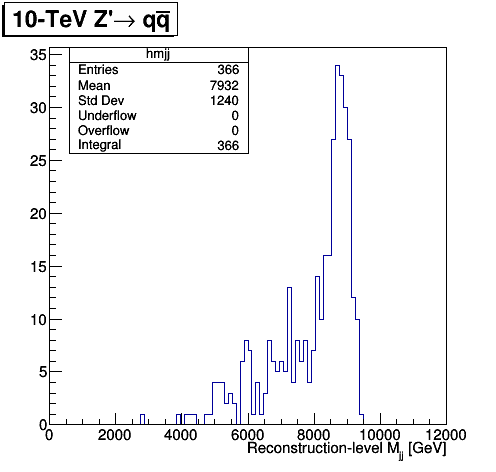 10-TeV Z'→ qq̅
hmjj
Entries 366
Mean 7932
Std Dev 1240
Underflow 0
Overflow 0
Integral 366
35
30
25
20
15
10
5
0
0 2000 4000 6000 8000 10000 12000
Reconstruction-level Mjj [GeV]